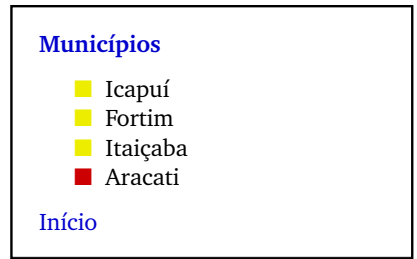 Municípios
Icapuí
Fortim
Itaiçaba
Aracati
Início